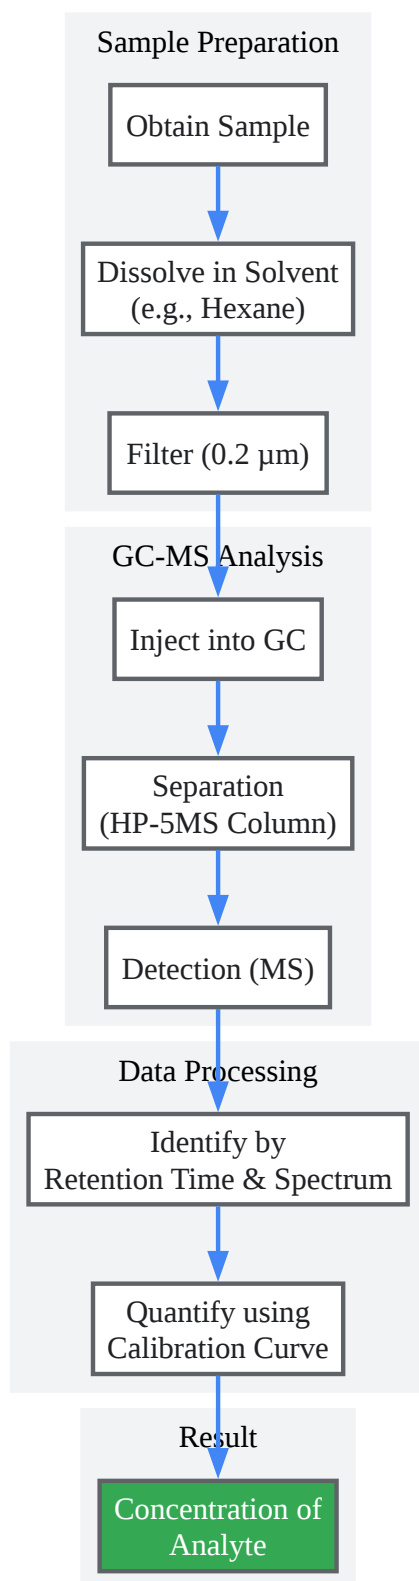 Sample Preparation
Obtain Sample
Dissolve in Solvent
(e.g., Hexane)
Filter (0.2 µm)
GC-MS Analysis
Inject into GC
Separation
(HP-5MS Column)
Detection (MS)
Data Processing
Identify by
Retention Time & Spectrum
Quantify using
Calibration Curve
Result
Concentration of
Analyte